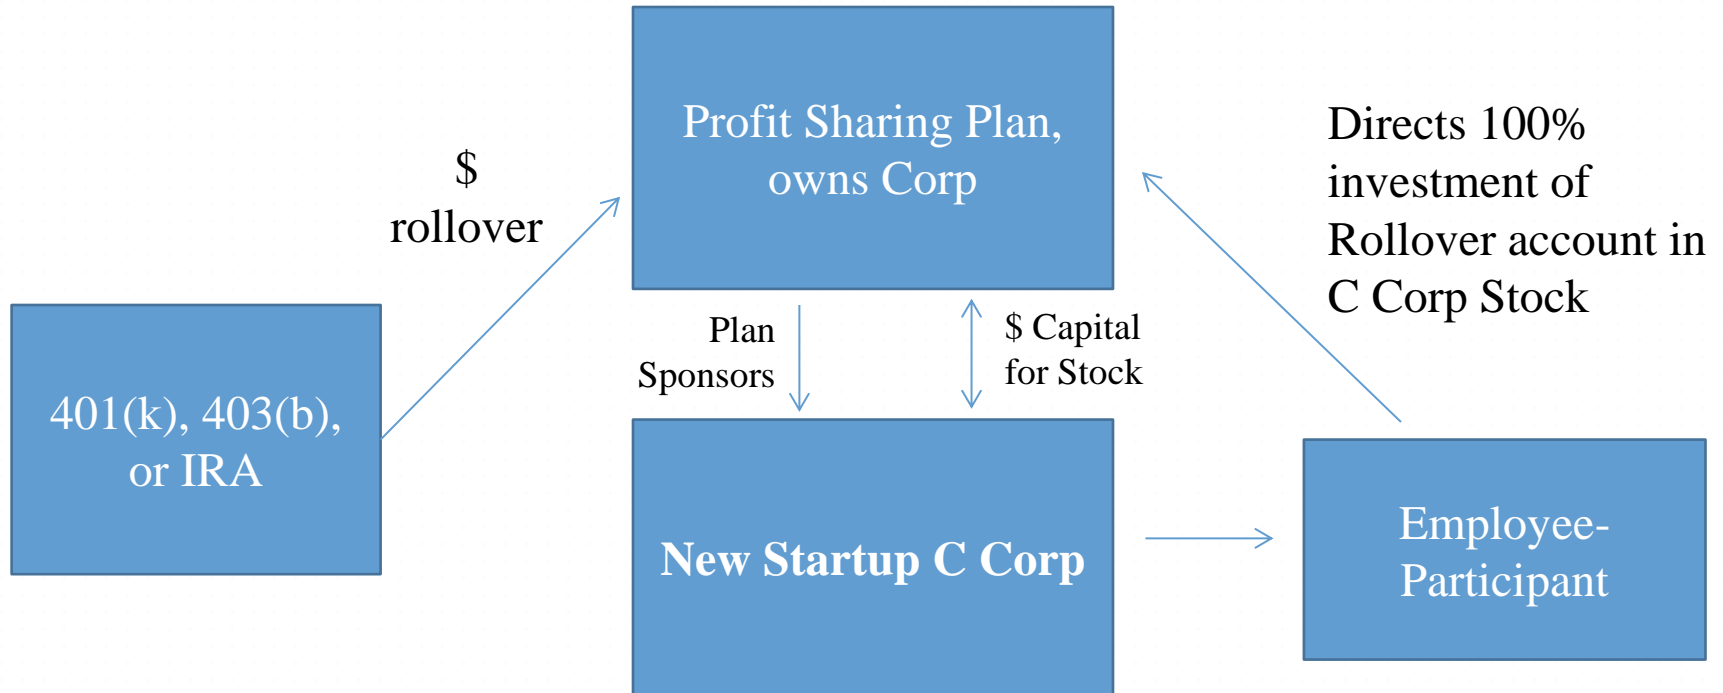 Profit Sharing Plan,
owns Corp
$
rollover
Directs 100%
investment of
Rollover account in
C Corp Stock
Plan
Sponsors
$ Capital
for Stock
401(k), 403(b),
or IRA
New Startup C Corp
Employee-
Participant